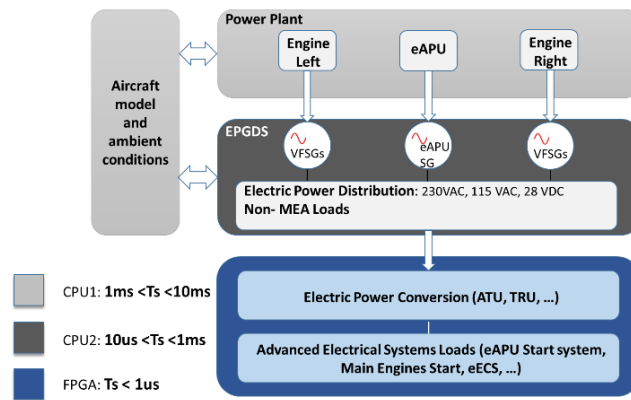 Power Plant
Engine
Left
eAPU
Engine
Right
Aircraft
model
and
ambient
conditions
EPGDS
VFSGs
eAPU
SG
VFSGs
Electric Power Distribution: 230VAC, 115 VAC, 28 VDC
Non- MEA Loads
CPU1: 1ms <Ts <10ms
CPU2: 10us <Ts <1ms
FPGA: Ts < 1us
Electric Power Conversion (ATU, TRU, ...)
Advanced Electrical Systems Loads (eAPU Start system,
Main Engines Start, eECS, ...)